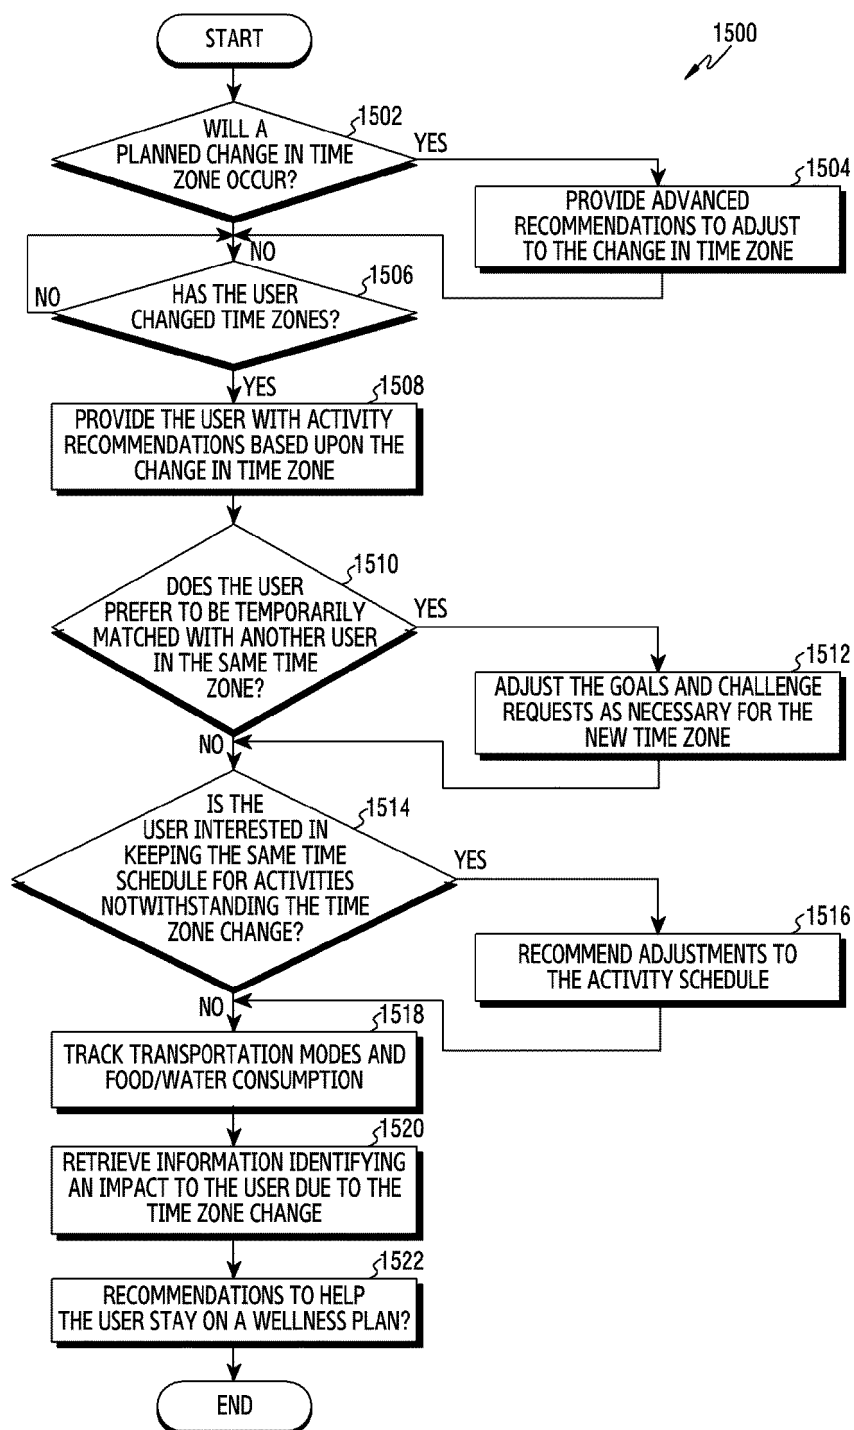 START
1500
1502
WILL A
PLANNED CHANGE IN TIME
ZONE OCCUR?
YES
1504
PROVIDE ADVANCED
RECOMMENDATIONS TO ADJUST
TO THE CHANGE IN TIME ZONE
NO
1506
NO
HAS THE USER
CHANGED TIME ZONES?
YES
1508
PROVIDE THE USER WITH ACTIVITY
RECOMMENDATIONS BASED UPON THE
CHANGE IN TIME ZONE
1510
DOES THE USER
PREFER TO BE TEMPORARILY
MATCHED WITH ANOTHER USER
IN THE SAME TIME
ZONE?
YES
1512
ADJUST THE GOALS AND CHALLENGE
REQUESTS AS NECESSARY FOR THE
NEW TIME ZONE
NO
1514
IS THE
USER INTERESTED IN
KEEPING THE SAME TIME
SCHEDULE FOR ACTIVITIES
NOTWITHSTANDING THE TIME
ZONE CHANGE?
YES
1516
RECOMMEND ADJUSTMENTS TO
THE ACTIVITY SCHEDULE
NO
1518
TRACK TRANSPORTATION MODES AND
FOOD/WATER CONSUMPTION
1520
RETRIEVE INFORMATION IDENTIFYING
AN IMPACT TO THE USER DUE TO THE
TIME ZONE CHANGE
1522
RECOMMENDATIONS TO HELP
THE USER STAY ON A WELLNESS PLAN?
END